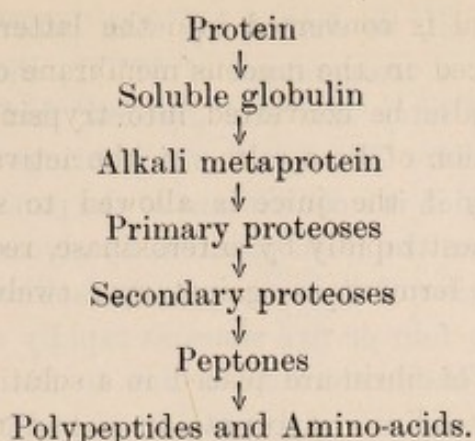 Protein
Soluble globulin
Alkali metaprotein
Primary proteoses
Secondary proteoses
Peptones
Polypeptides and Amino-acids.